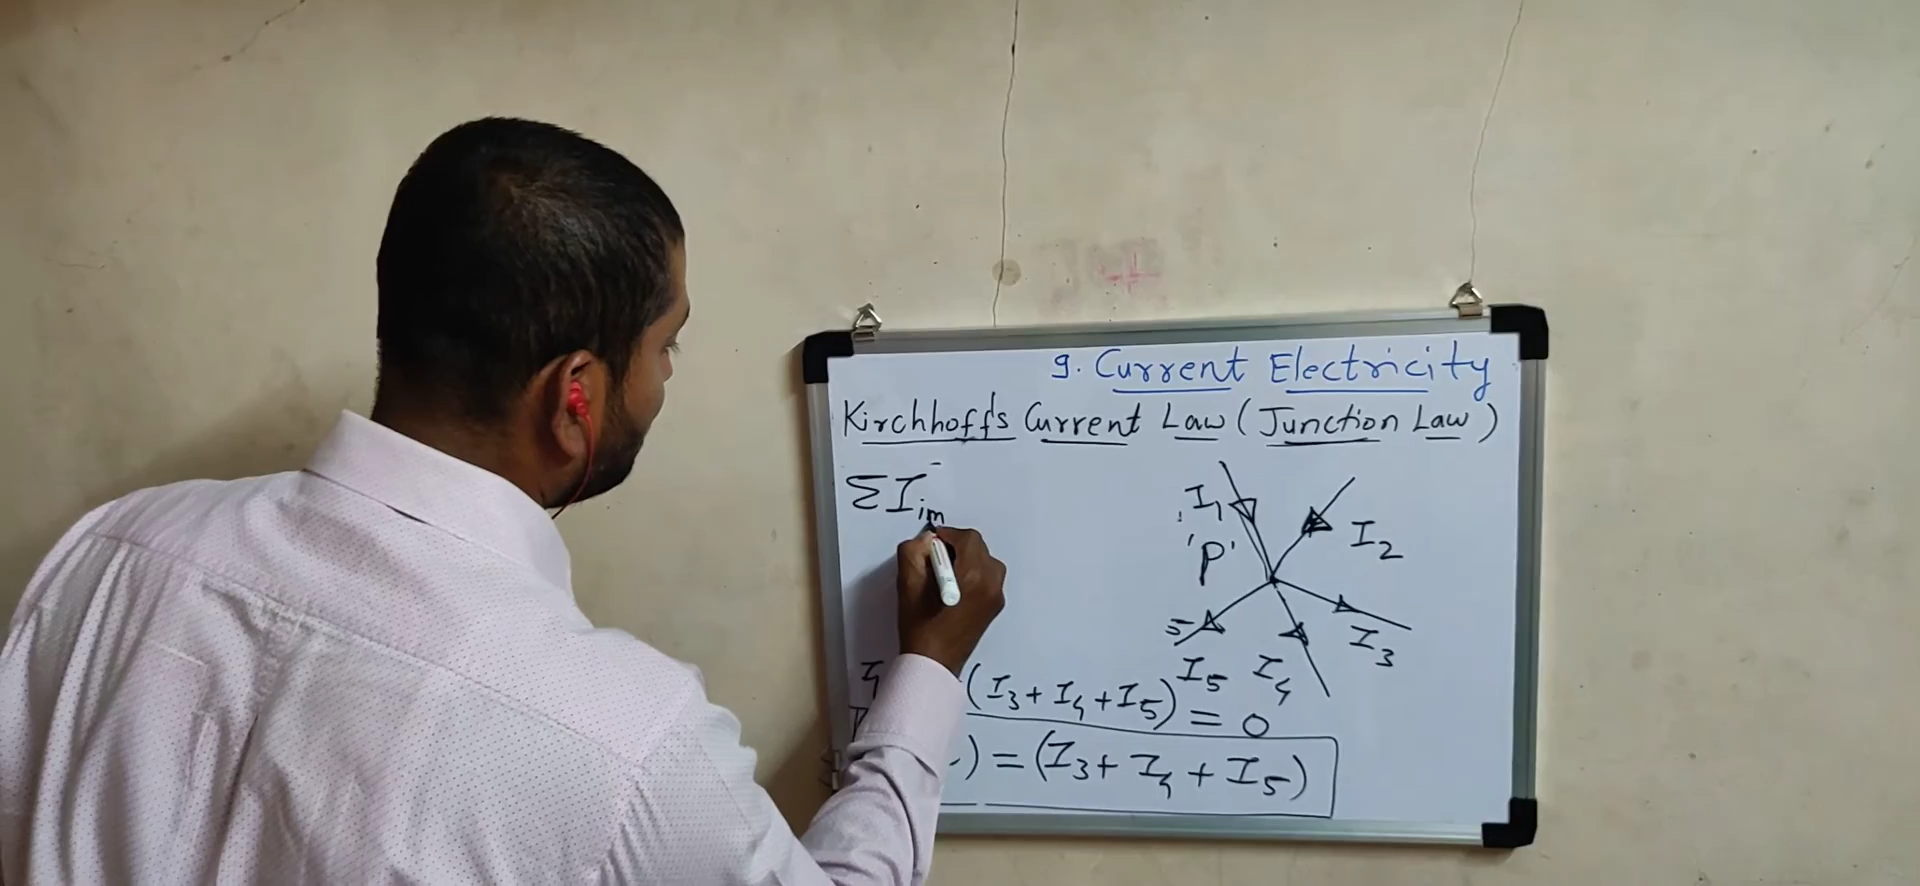 9. Current Electricity
Kirchhoff's Current Law (Junction Law)
ΣI_in
I₁
I₂
'P'
5
I₃
I₅
I₄
(I₃ + I₄ + I₅) = 0
) = (I₃ + I₄ + I₅)